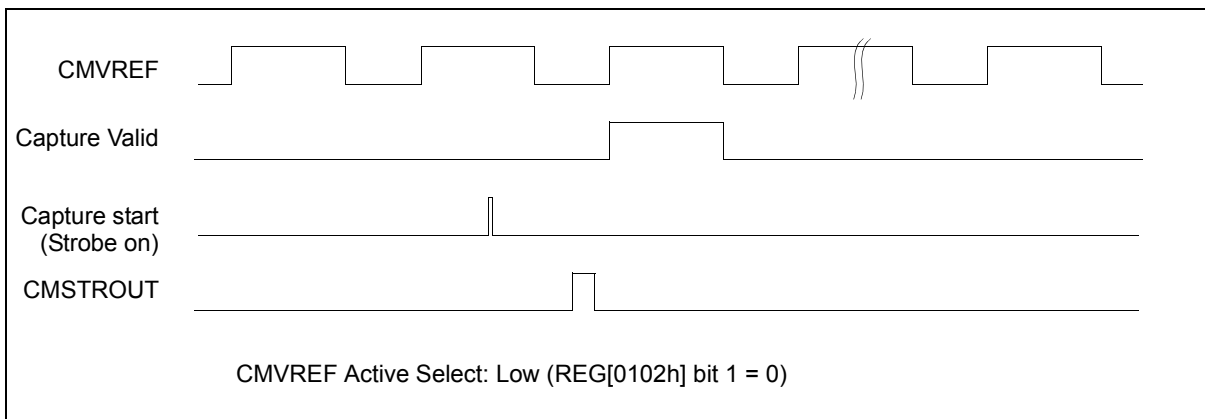 CMVREF
Capture Valid
Capture start
(Strobe on)
CMSTROUT
CMVREF Active Select: Low (REG[0102h] bit 1 = 0)